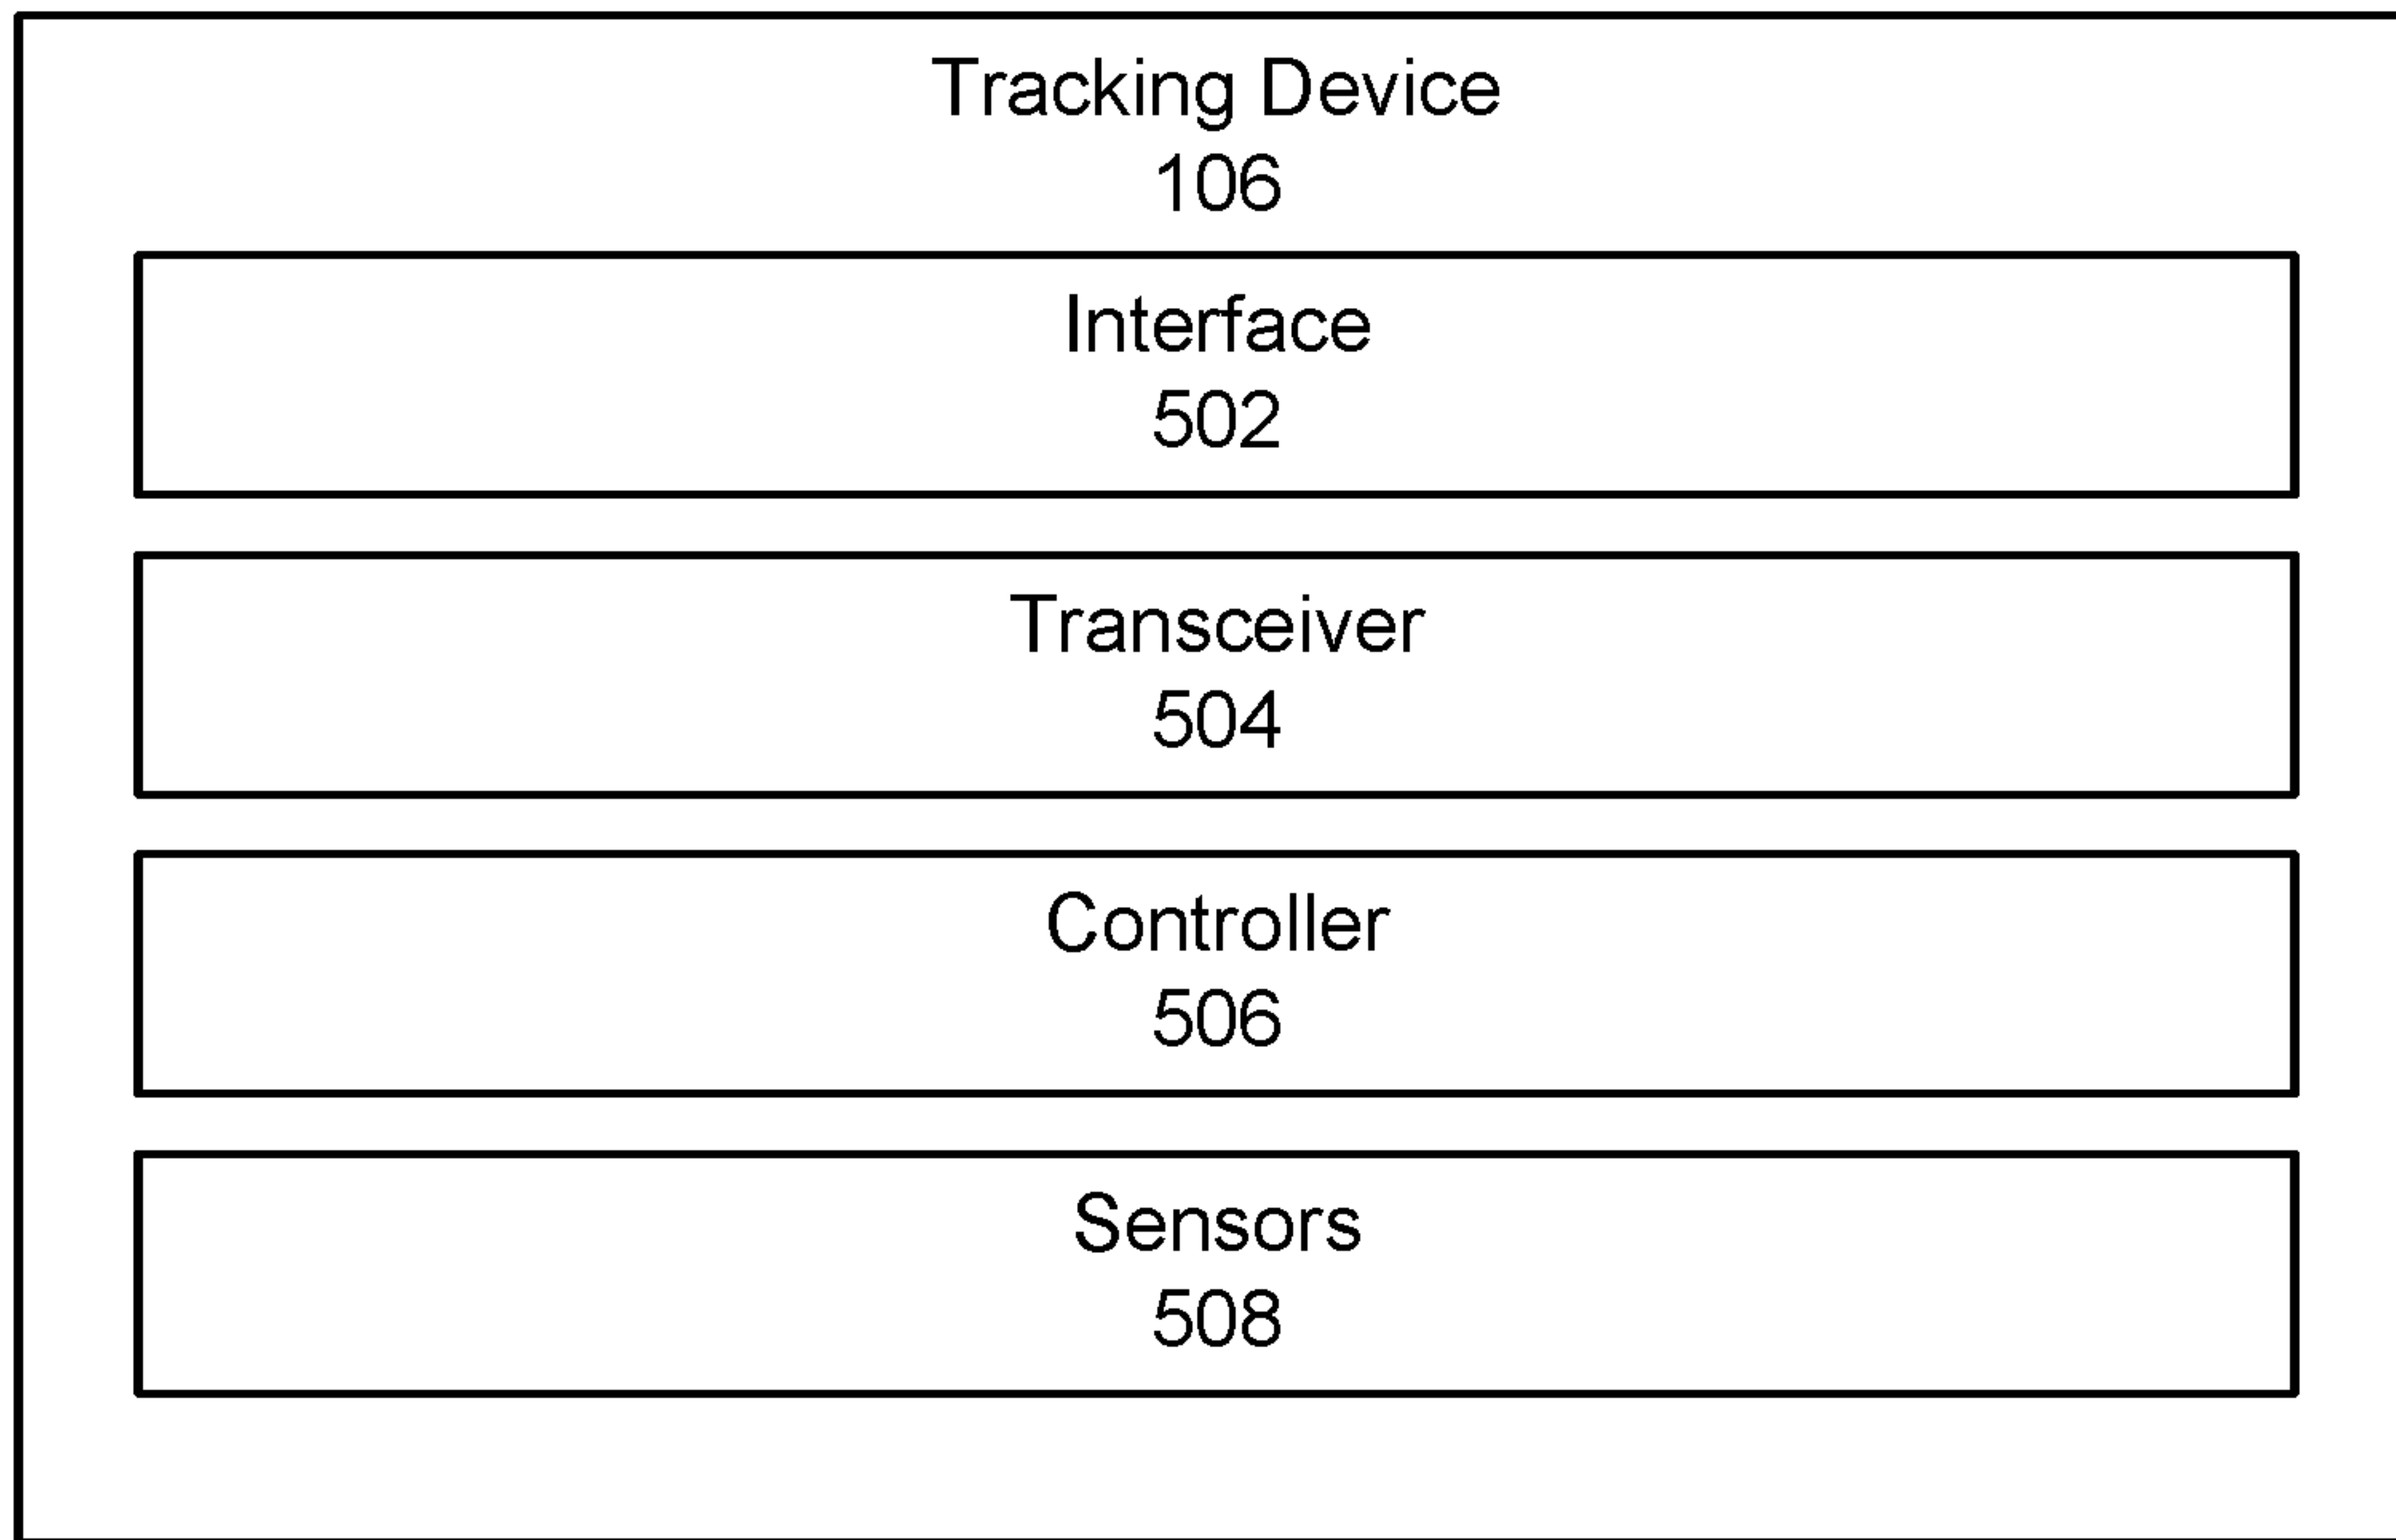 Tracking Device
106
Interface
502
Transceiver
504
Controller
506
Sensors
508